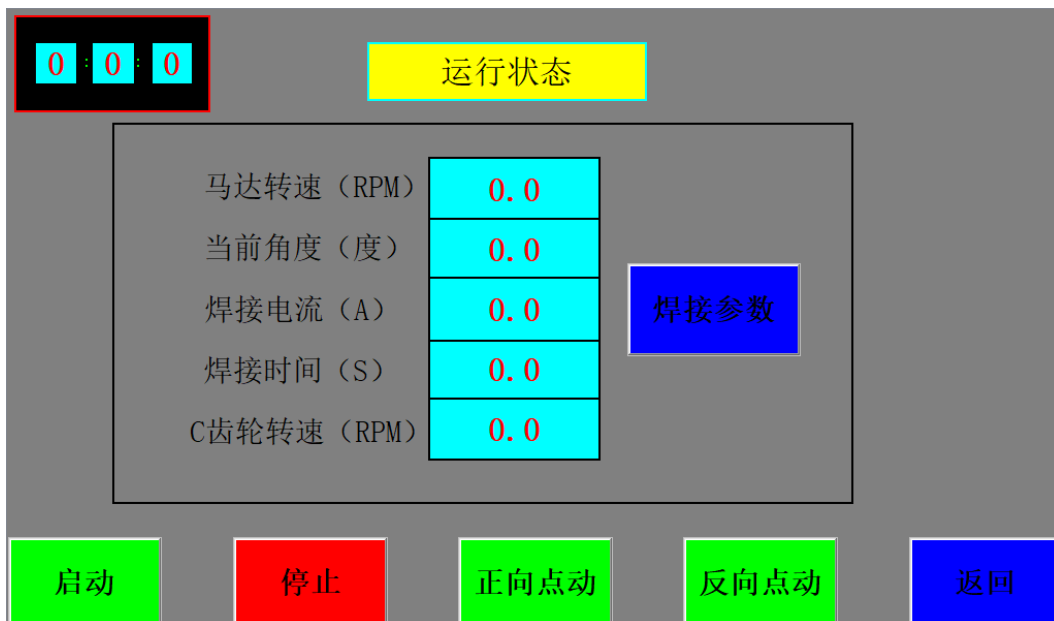 0:0:0
运行状态
马达转速（RPM） 0.0
当前角度（度） 0.0
焊接电流（A） 0.0
焊接参数
焊接时间（S） 0.0
C齿轮转速（RPM） 0.0
启动 停止 正向点动 反向点动 返回